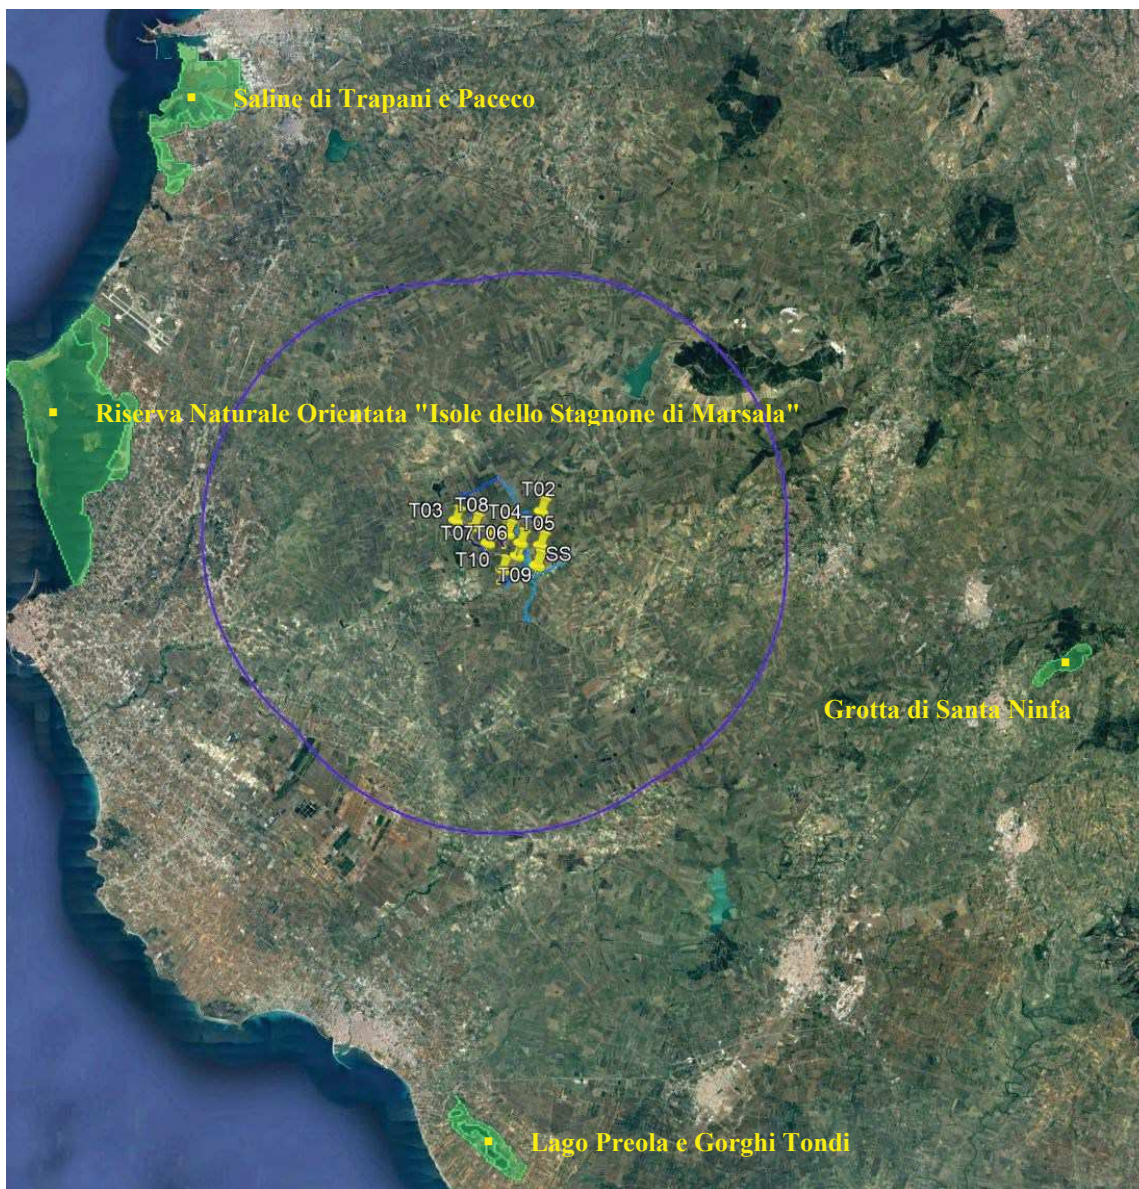 Saline di Trapani e Paceco
Riserva Naturale Orientata "Isole dello Stagnone di Marsala"
T02
T03
T08
T04
T05
T07
T06
T10
SS
T09
Grotta di Santa Ninfa
Lago Preola e Gorghi Tondi